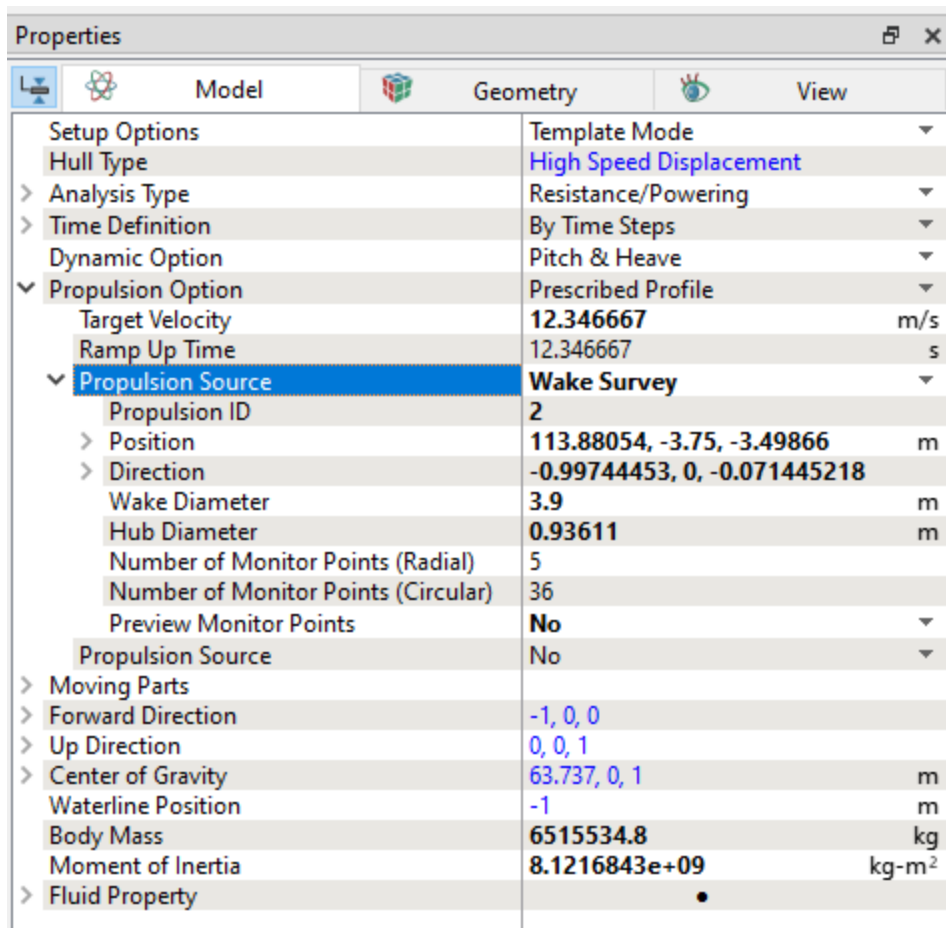 Properties
Model Geometry View
Setup Options Template Mode
Hull Type High Speed Displacement
Analysis Type Resistance/Powering
Time Definition By Time Steps
Dynamic Option Pitch & Heave
Propulsion Option Prescribed Profile
Target Velocity 12.346667 m/s
Ramp Up Time 12.346667 s
Propulsion Source Wake Survey
Propulsion ID 2
Position 113.88054, -3.75, -3.49866 m
Direction -0.99744453, 0, -0.071445218
Wake Diameter 3.9 m
Hub Diameter 0.93611 m
Number of Monitor Points (Radial) 5
Number of Monitor Points (Circular) 36
Preview Monitor Points No
Propulsion Source No
Moving Parts
Forward Direction -1, 0, 0
Up Direction 0, 0, 1
Center of Gravity 63.737, 0, 1 m
Waterline Position -1 m
Body Mass 6515534.8 kg
Moment of Inertia 8.1216843e+09 kg-m²
Fluid Property